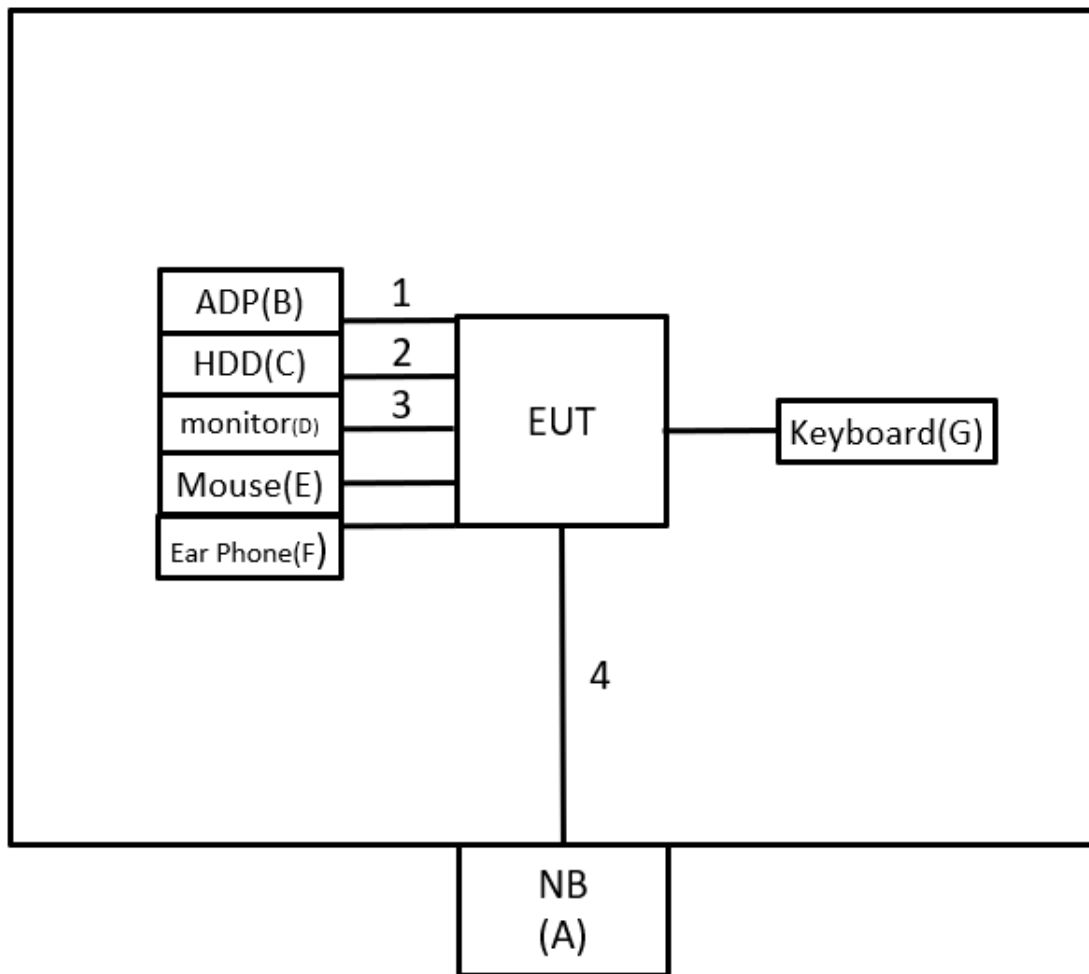 ADP(B)
1
HDD(C)
2
monitor(D)
3
EUT
Keyboard(G)
Mouse(E)
Ear Phone(F)
4
NB
(A)